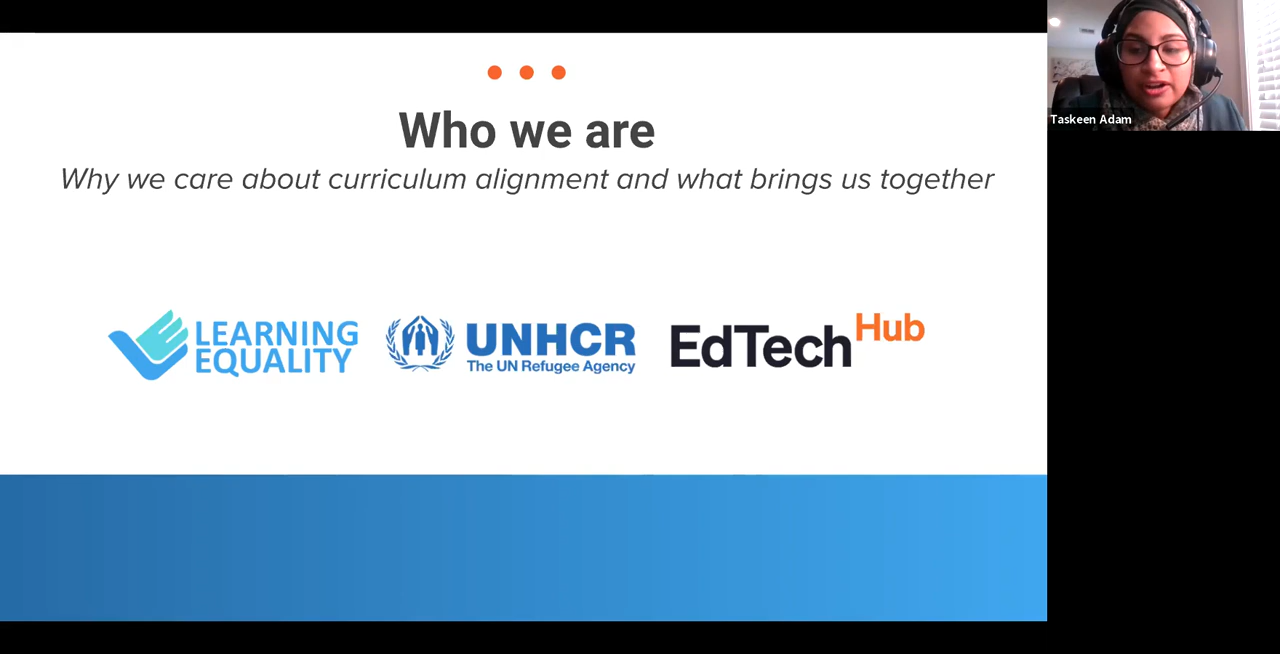 Who we are
Why we care about curriculum alignment and what brings us together
LEARNING
EQUALITY
UNHCR
The UN Refugee Agency
EdTech Hub
Taskeen Adam